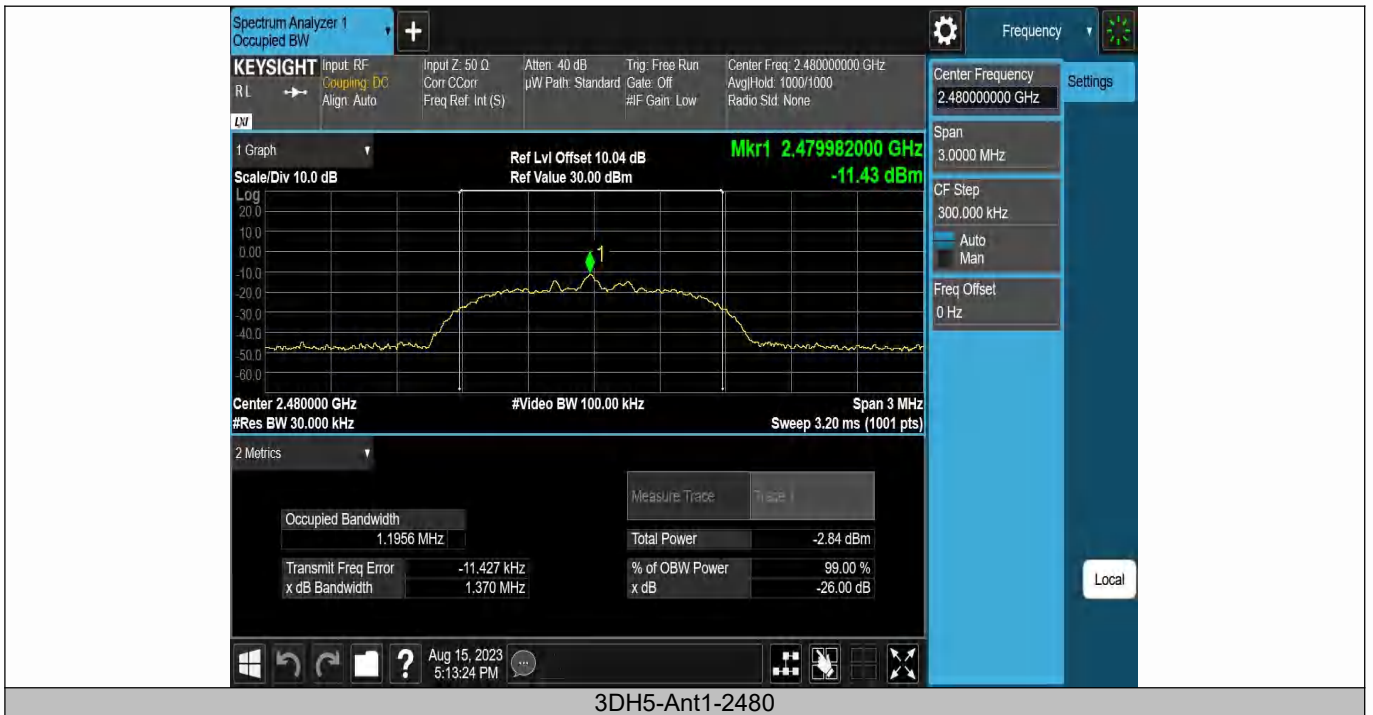 Spectrum Analyzer 1
Occupied BW
+
Frequency
KEYSIGHT
RL
LXI
Input: RF
Coupling: DC
Align: Auto
Input Z: 50 Ω
Corr CCorr
Freq Ref: Int (S)
Atten: 40 dB
µW Path: Standard
Trig: Free Run
Gate: Off
#IF Gain: Low
Center Freq: 2.480000000 GHz
Avg|Hold: 1000/1000
Radio Std: None
Center Frequency
2.480000000 GHz
Settings
Span
3.0000 MHz
CF Step
300.000 kHz
Auto
Man
Freq Offset
0 Hz
Local
1 Graph
Scale/Div 10.0 dB
Ref Lvl Offset 10.04 dB
Ref Value 30.00 dBm
Mkr1 2.479982000 GHz
-11.43 dBm
Log
20.0
10.0
0.00
-10.0
-20.0
-30.0
-40.0
-50.0
-60.0
1
Center 2.480000 GHz
#Video BW 100.00 kHz
Span 3 MHz
#Res BW 30.000 kHz
Sweep 3.20 ms (1001 pts)
2 Metrics
Measure Trace Trace 1
Occupied Bandwidth
1.1956 MHz
Total Power -2.84 dBm
Transmit Freq Error -11.427 kHz
% of OBW Power 99.00 %
x dB Bandwidth 1.370 MHz
x dB -26.00 dB
?
Aug 15, 2023
5:13:24 PM
3DH5-Ant1-2480